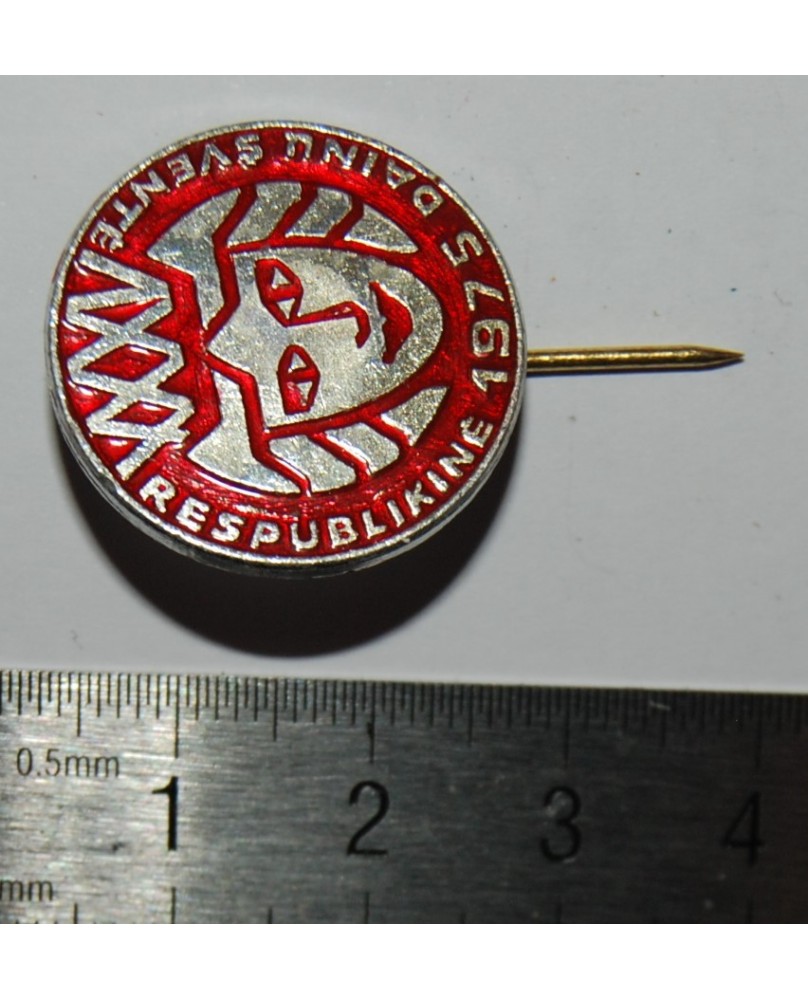 RESPUBLIKINĖ 1975 DAINŲ ŠVENTĖ
0.5mm
1 2 3 4
mm